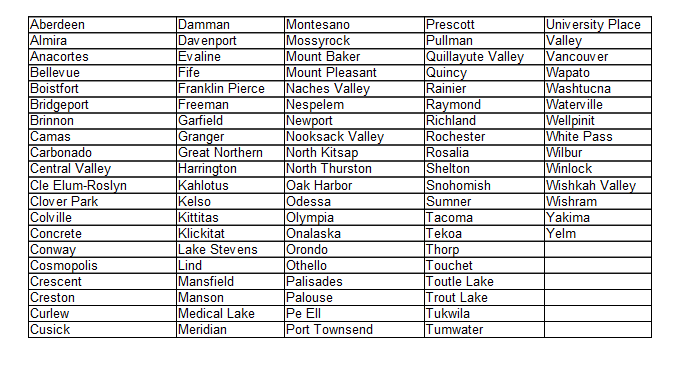 Aberdeen Damman Montesano Prescott University Place
Almira Davenport Mossyrock Pullman Valley
Anacortes Evaline Mount Baker Quillayute Valley Vancouver
Bellevue Fife Mount Pleasant Quincy Wapato
Boistfort Franklin Pierce Naches Valley Rainier Washtucna
Bridgeport Freeman Nespelem Raymond Waterville
Brinnon Garfield Newport Richland Wellpinit
Camas Granger Nooksack Valley Rochester White Pass
Carbonado Great Northern North Kitsap Rosalia Wilbur
Central Valley Harrington North Thurston Shelton Winlock
Cle Elum-Roslyn Kahlotus Oak Harbor Snohomish Wishkah Valley
Clover Park Kelso Odessa Sumner Wishram
Colville Kittitas Olympia Tacoma Yakima
Concrete Klickitat Onalaska Tekoa Yelm
Conway Lake Stevens Orondo Thorp
Cosmopolis Lind Othello Touchet
Crescent Mansfield Palisades Toutle Lake
Creston Manson Palouse Trout Lake
Curlew Medical Lake Pe Ell Tukwila
Cusick Meridian Port Townsend Tumwater